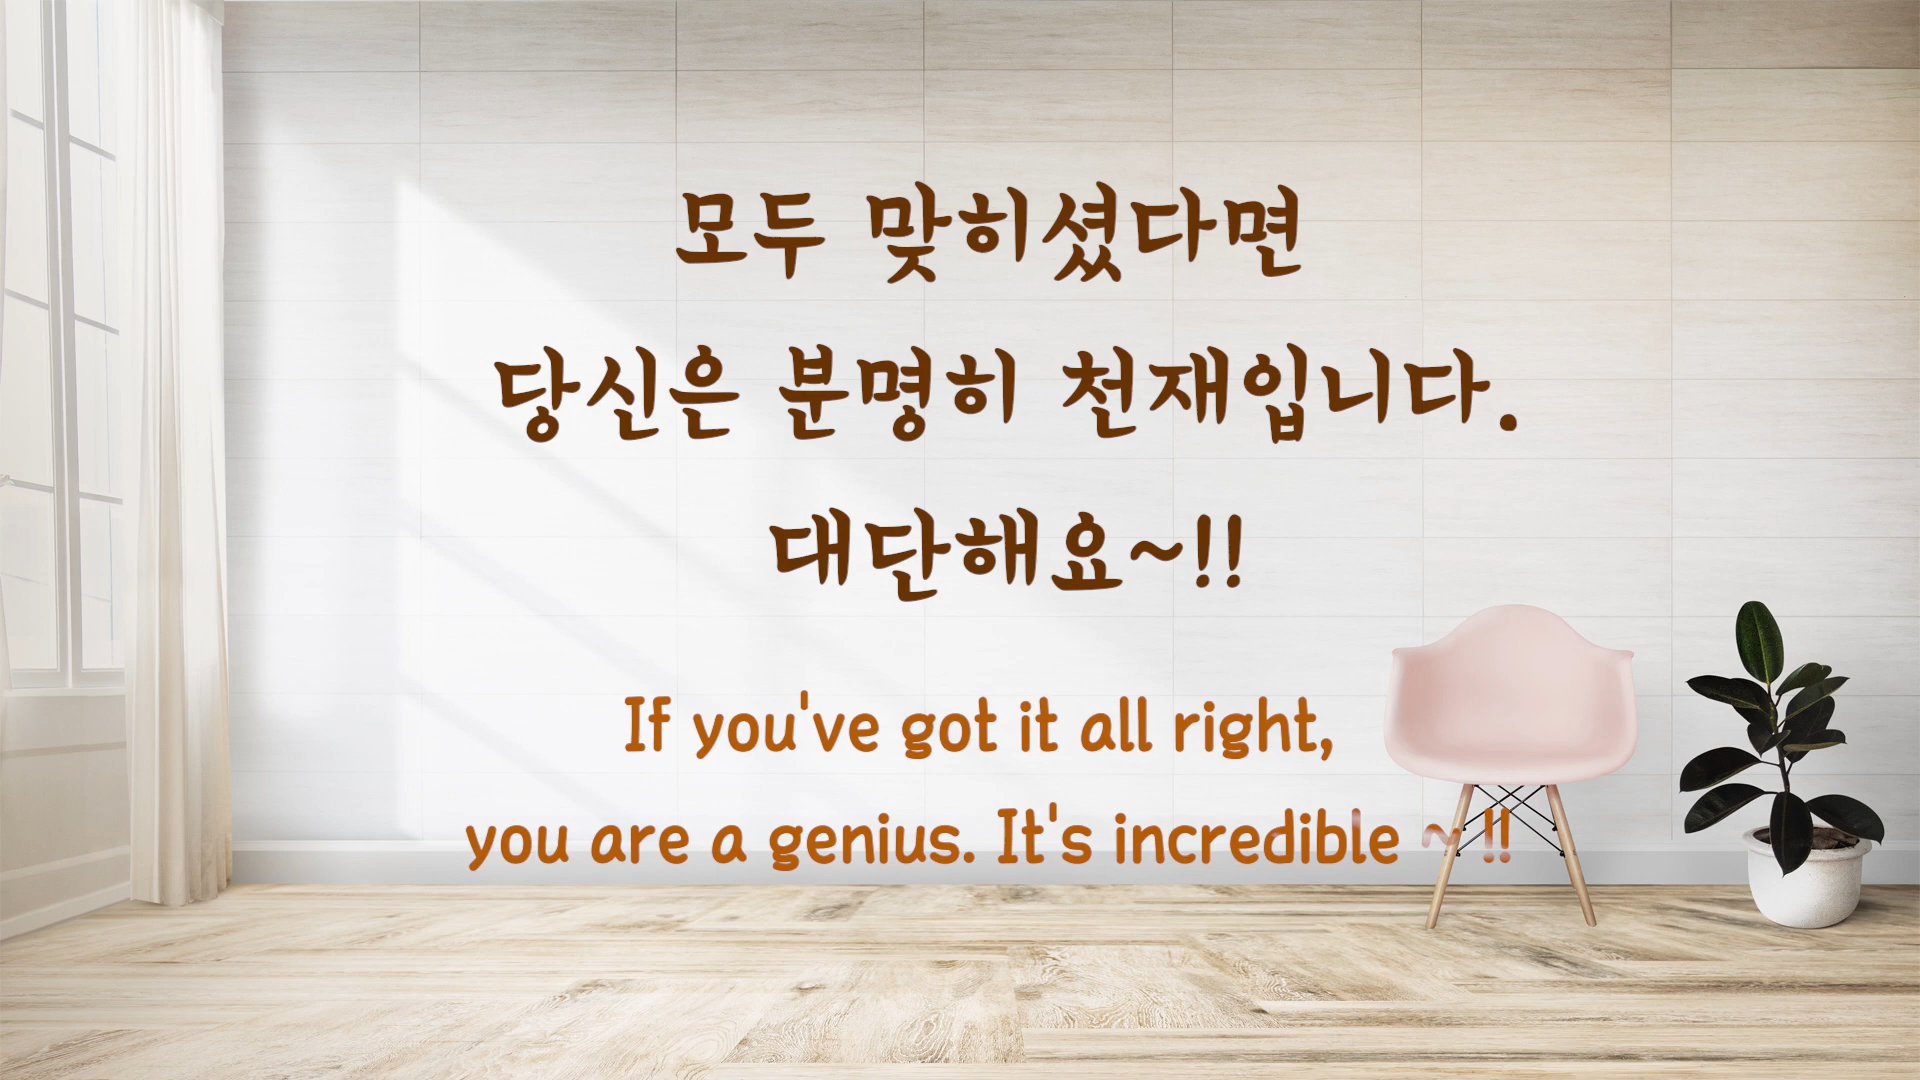 모두 맞히셨다면
당신은 분명히 천재입니다.
대단해요~!!
If you've got it all right,
you are a genius. It's incredible ~ !!